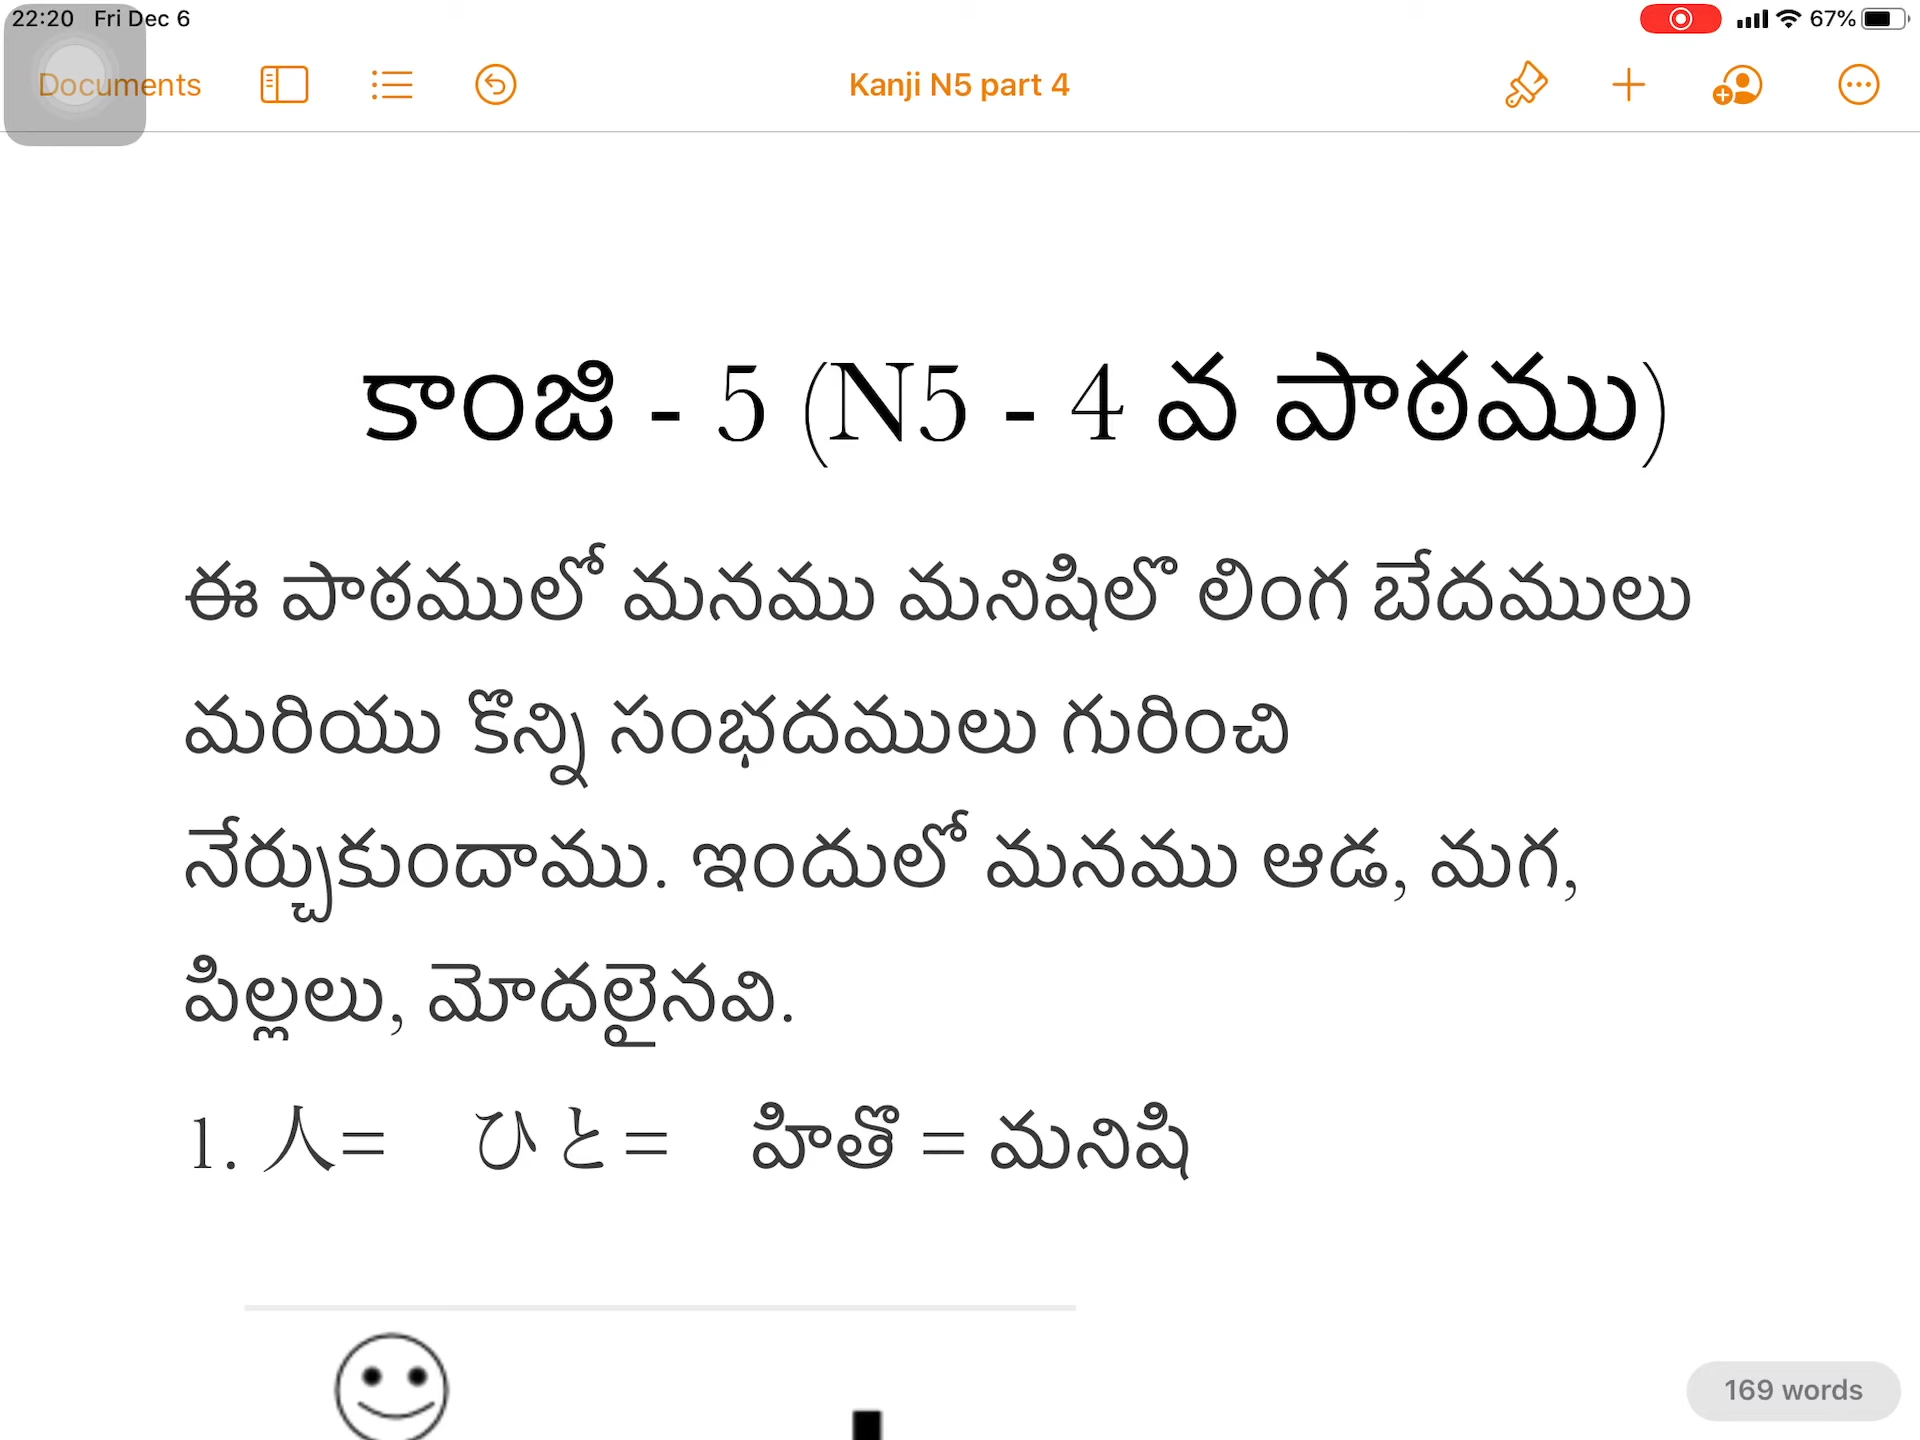 22:20 Fri Dec 6 67%
Documents Kanji N5 part 4
కాంజి - 5 (N5 - 4 వ పాఠము)
ఈ పాఠములో మనము మనిషిలొ లింగ బేదములు
మరియు కొన్ని సంభదములు గురించి
నేర్చుకుందాము. ఇందులో మనము ఆడ, మగ,
పిల్లలు, మోదలైనవి.
1. 人= ひと= హితొ = మనిషి
169 words